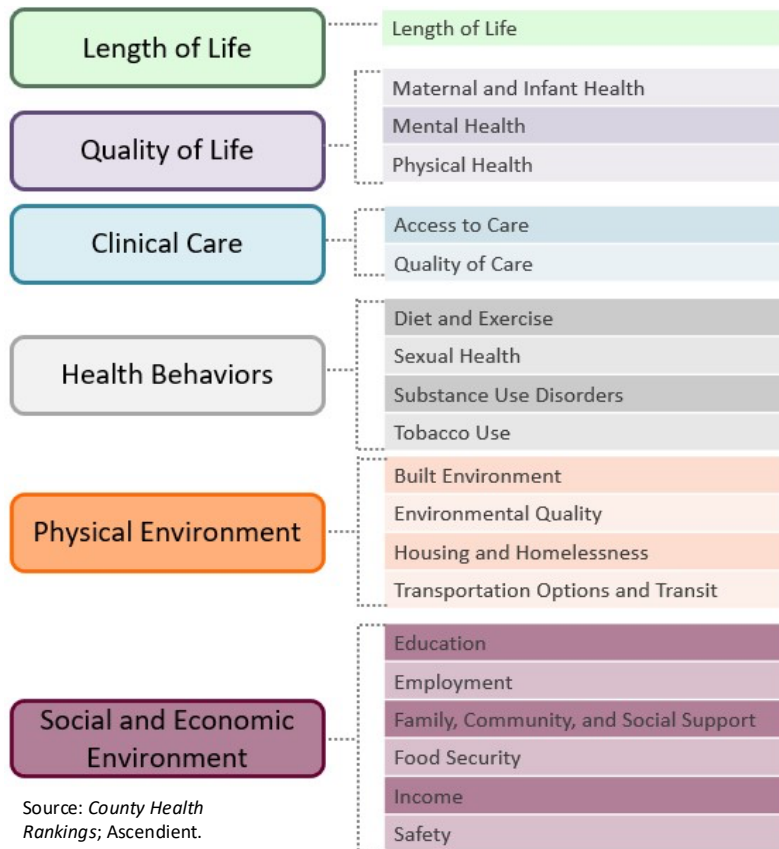 Length of Life
Length of Life
Quality of Life
Maternal and Infant Health
Mental Health
Physical Health
Clinical Care
Access to Care
Quality of Care
Health Behaviors
Diet and Exercise
Sexual Health
Substance Use Disorders
Tobacco Use
Physical Environment
Built Environment
Environmental Quality
Housing and Homelessness
Transportation Options and Transit
Social and Economic
Environment
Education
Employment
Family, Community, and Social Support
Food Security
Income
Safety
Source: County Health
Rankings; Ascendient.